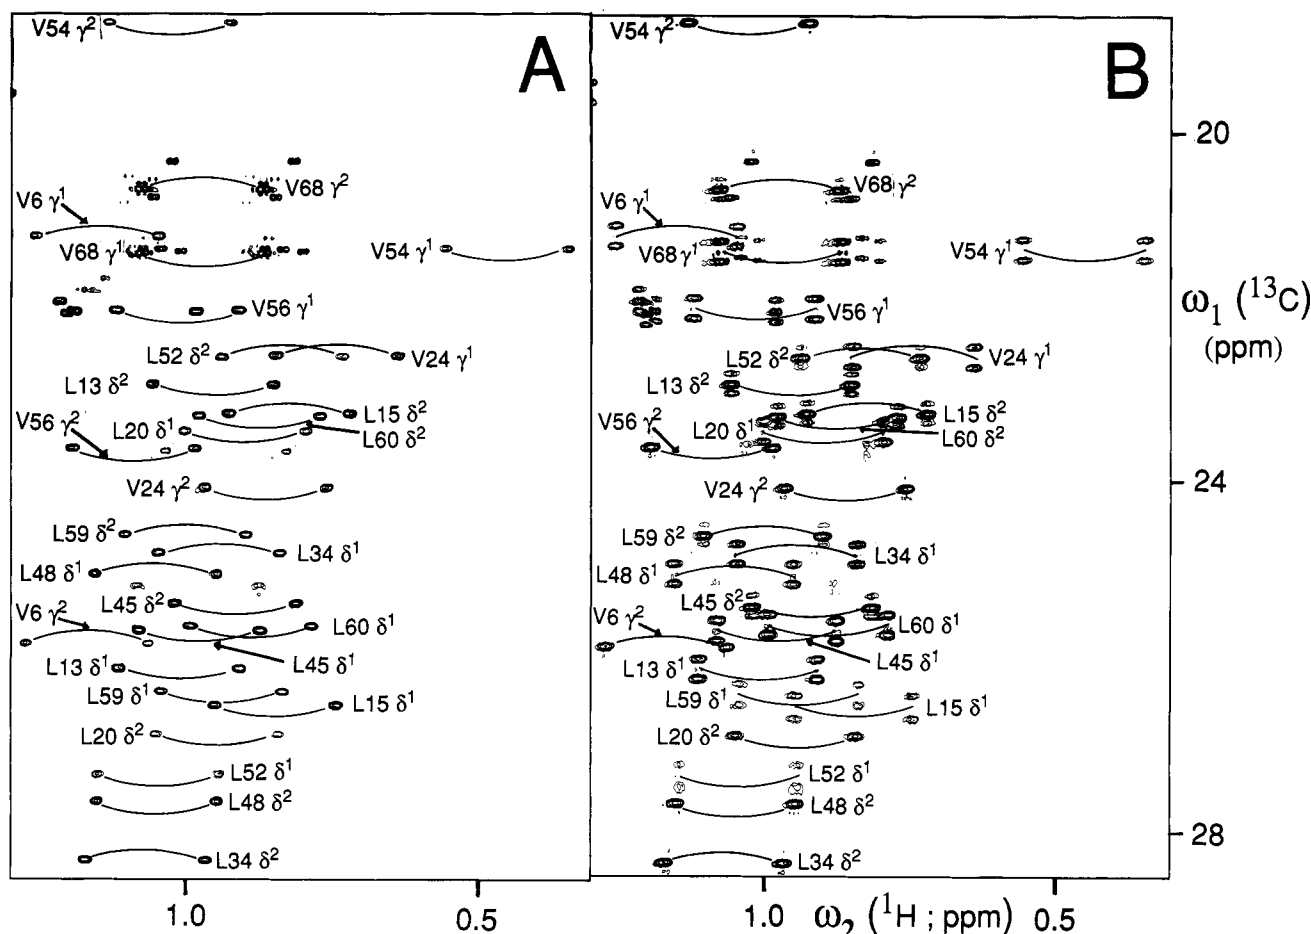 A
V54 γ²
V68 γ²
V6 γ¹
V68 γ¹
V54 γ¹
V56 γ¹
L52 δ²
V24 γ¹
L13 δ²
L15 δ²
V56 γ²
L20 δ¹
L60 δ²
V24 γ²
L59 δ²
L34 δ¹
L48 δ¹
L45 δ²
V6 γ²
L60 δ¹
L45 δ¹
L13 δ¹
L59 δ¹
L15 δ¹
L20 δ²
L52 δ¹
L48 δ²
L34 δ²
1.0
0.5
B
V54 γ²
V68 γ²
V6 γ¹
V68 γ¹
V54 γ¹
V56 γ¹
L52 δ²
V24 γ¹
L13 δ²
L15 δ²
V56 γ²
L20 δ¹
L60 δ²
V24 γ²
L59 δ²
L34 δ¹
L48 δ¹
L45 δ²
V6 γ²
L60 δ¹
L45 δ¹
L13 δ¹
L59 δ¹
L15 δ¹
L20 δ²
L52 δ¹
L48 δ²
L34 δ²
1.0
ω₂ (¹H ; ppm)
0.5
20
ω₁ (¹³C)
(ppm)
24
28